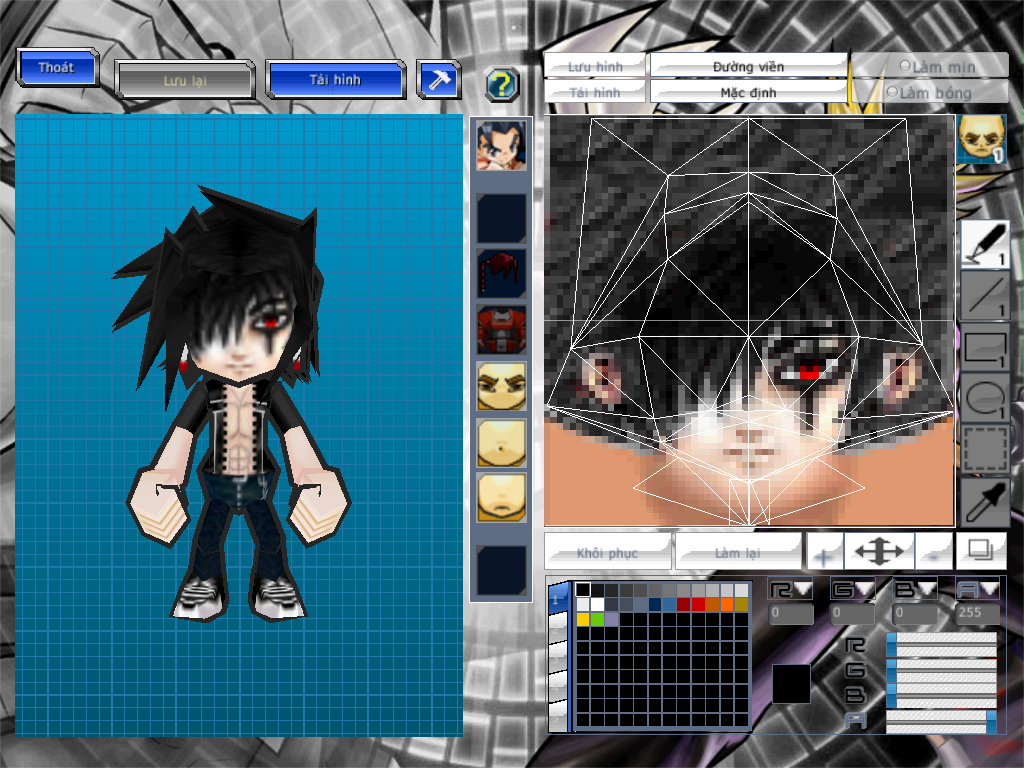 Thoát
Lưu lại
Tải hình
?
Lưu hình
Đường viền
Làm mịn
Tải hình
Mặc định
Làm bóng
1
1
1
1
1
Khôi phục
Làm lại
+
-
1
R
G
B
A
0
0
0
255
R
G
B
A